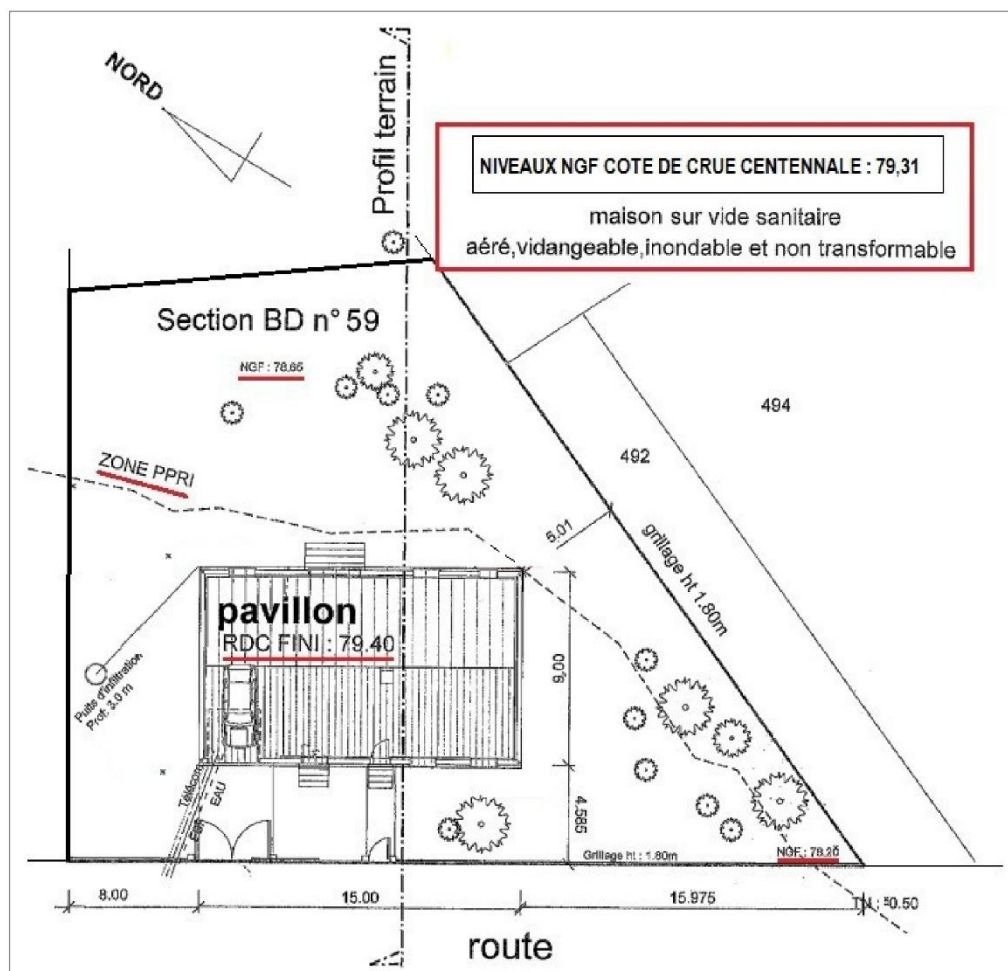 NORD
Profil terrain
NIVEAUX NGF COTE DE CRUE CENTENNALE : 79,31
maison sur vide sanitaire
aéré,vidangeable,inondable et non transformable
Section BD n° 59
NGF : 78.65
494
492
ZONE PPRI
5.01
grillage ht 1.80m
pavillon
RDC FINI : 79.40
9.00
Puits d'infiltration
Prof: 3.0 m
Télécom
EAU
4.585
Grillage ht : 1.80m
NGF : 78.20
8.00
15.00
15.975
route